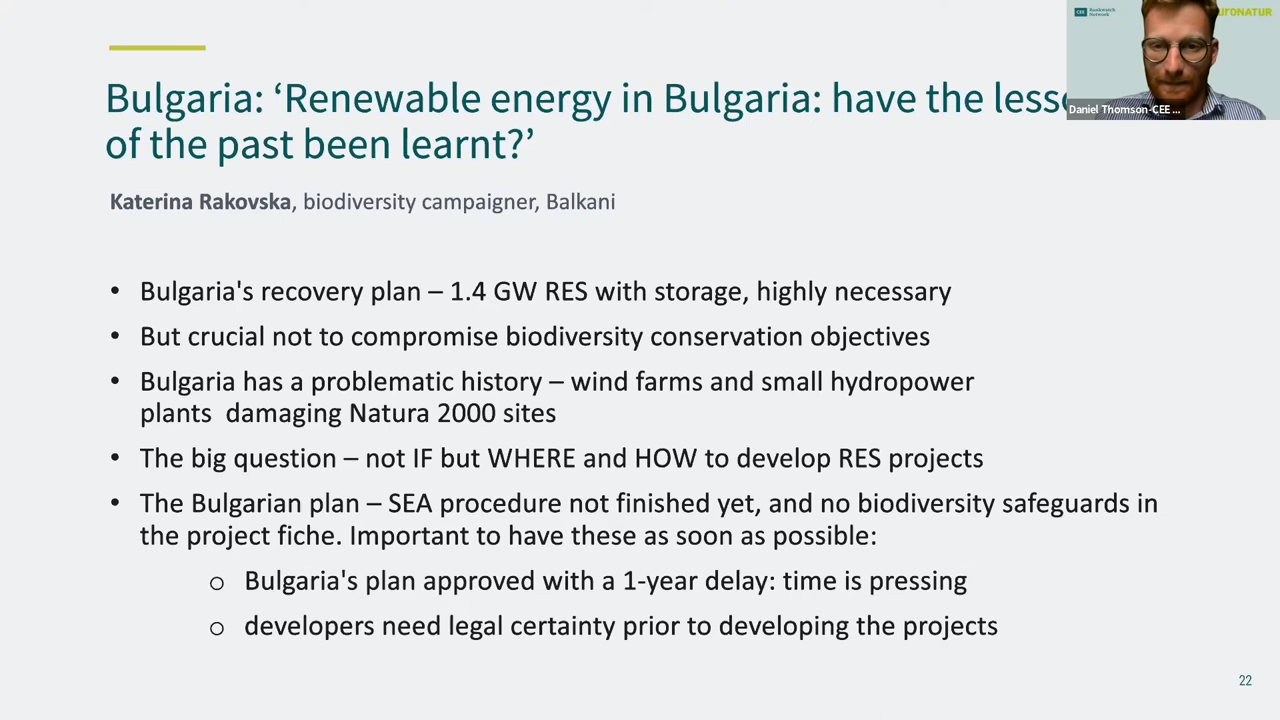 CEE Bankwatch
Network
euRONATUR
Daniel Thomson-CEE ...
Bulgaria: ‘Renewable energy in Bulgaria: have the
of the past been learnt?’
Katerina Rakovska, biodiversity campaigner, Balkani
• Bulgaria's recovery plan – 1.4 GW RES with storage, highly necessary
• But crucial not to compromise biodiversity conservation objectives
• Bulgaria has a problematic history – wind farms and small hydropower
plants damaging Natura 2000 sites
• The big question – not IF but WHERE and HOW to develop RES projects
• The Bulgarian plan – SEA procedure not finished yet, and no biodiversity safeguards in
the project fiche. Important to have these as soon as possible:
o Bulgaria's plan approved with a 1-year delay: time is pressing
o developers need legal certainty prior to developing the projects
22